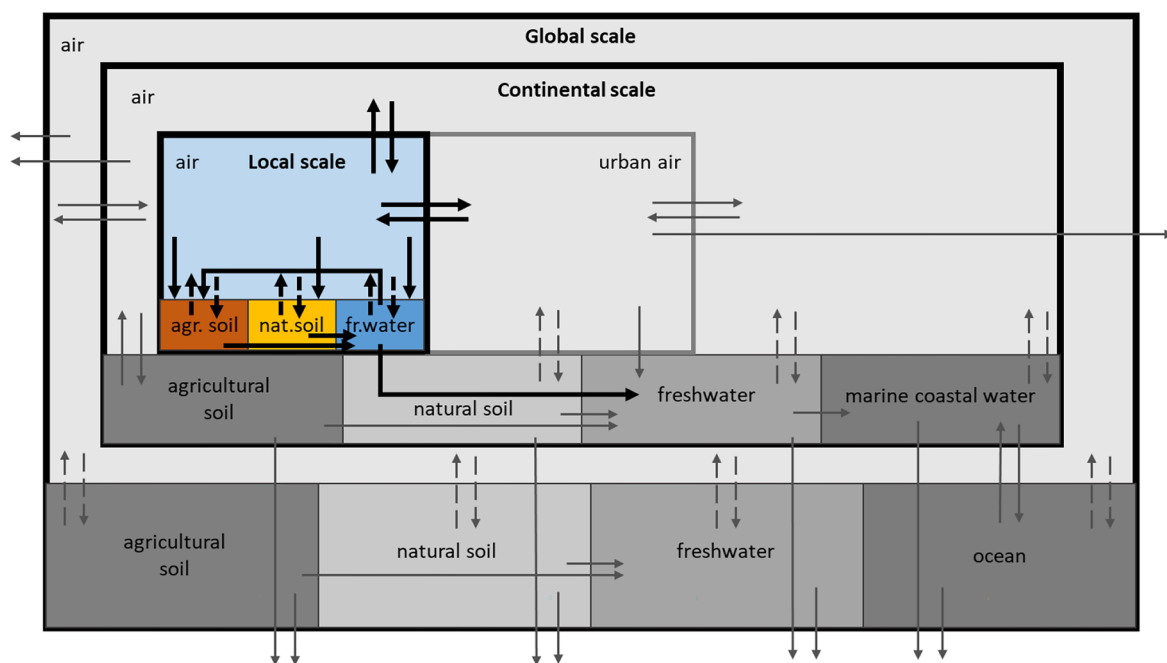 Global scale
air
Continental scale
air
air
Local scale
urban air
agr. soil
nat.soil
fr.water
agricultural
soil
natural soil
freshwater
marine coastal water
agricultural
soil
natural soil
freshwater
ocean